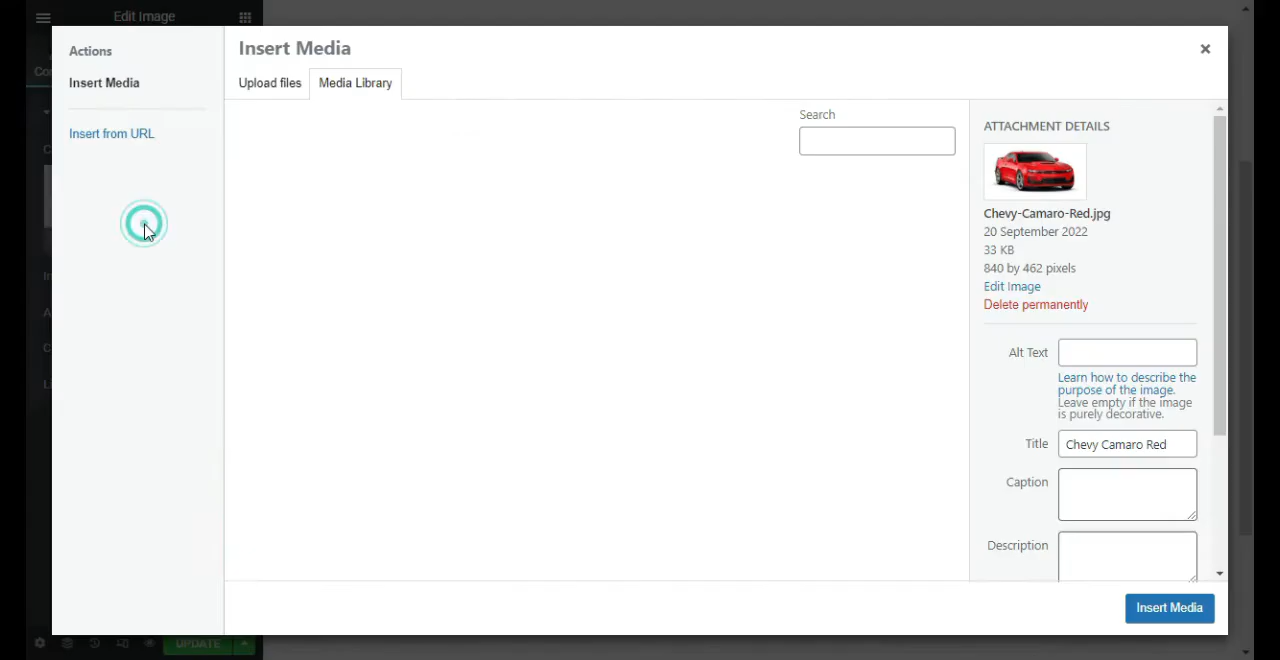 Edit Image
Actions
Insert Media
Insert from URL
Insert Media
Upload files
Media Library
Search
ATTACHMENT DETAILS
Chevy-Camaro-Red.jpg
20 September 2022
33 KB
840 by 462 pixels
Edit Image
Delete permanently
Alt Text
Learn how to describe the
purpose of the image.
Leave empty if the image
is purely decorative.
Title
Chevy Camaro Red
Caption
Description
Insert Media
UPDATE